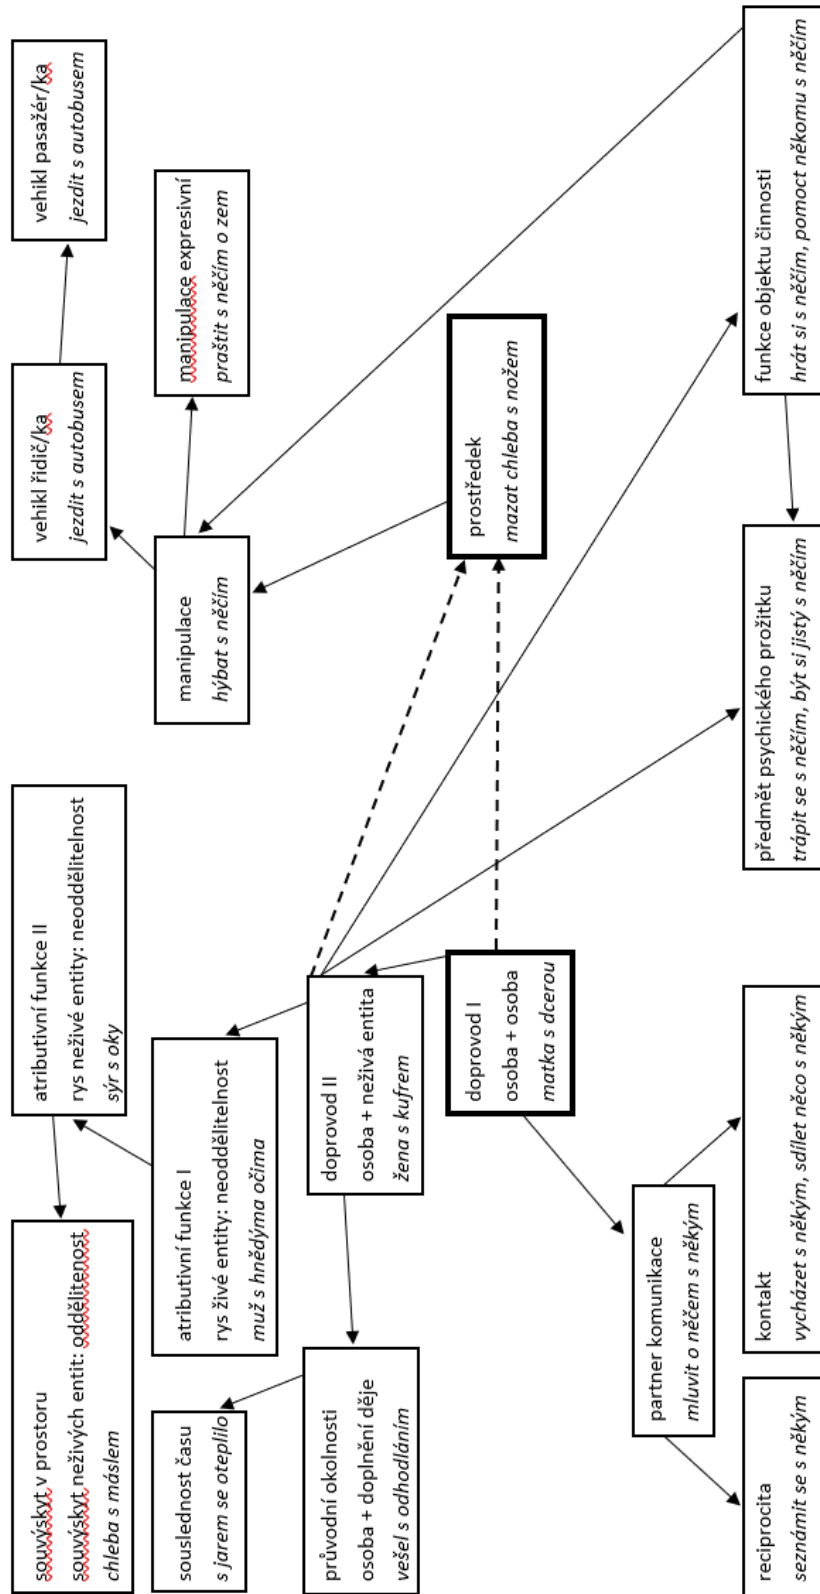 souvýskyt v prostoru
souvýskyt neživých entit: oddělitenost
chleba s máslem
atributivní funkce II
rys neživé entity: neoddělitelnost
sýr s oky
vehikl řidič/ka
jezdit s autobusem
vehikl pasažér/ka
jezdit s autobusem
souslednost času
s jarem se oteplilo
atributivní funkce I
rys živé entity: neoddělitelnost
muž s hnědýma očima
manipulace
hýbat s něčím
manipulace expresivní
praštit s něčím o zem
průvodní okolnosti
osoba + doplnění děje
vešel s odhodláním
doprovod II
osoba + neživá entita
žena s kufrem
doprovod I
osoba + osoba
matka s dcerou
prostředek
mazat chleba s nožem
partner komunikace
mluvit o něčem s někým
reciprocita
seznámit se s někým
kontakt
vycházet s někým, sdílet něco s někým
předmět psychického prožitku
trápit se s něčím, být si jistý s něčím
funkce objektu činnosti
hrát si s něčím, pomoct někomu s něčím